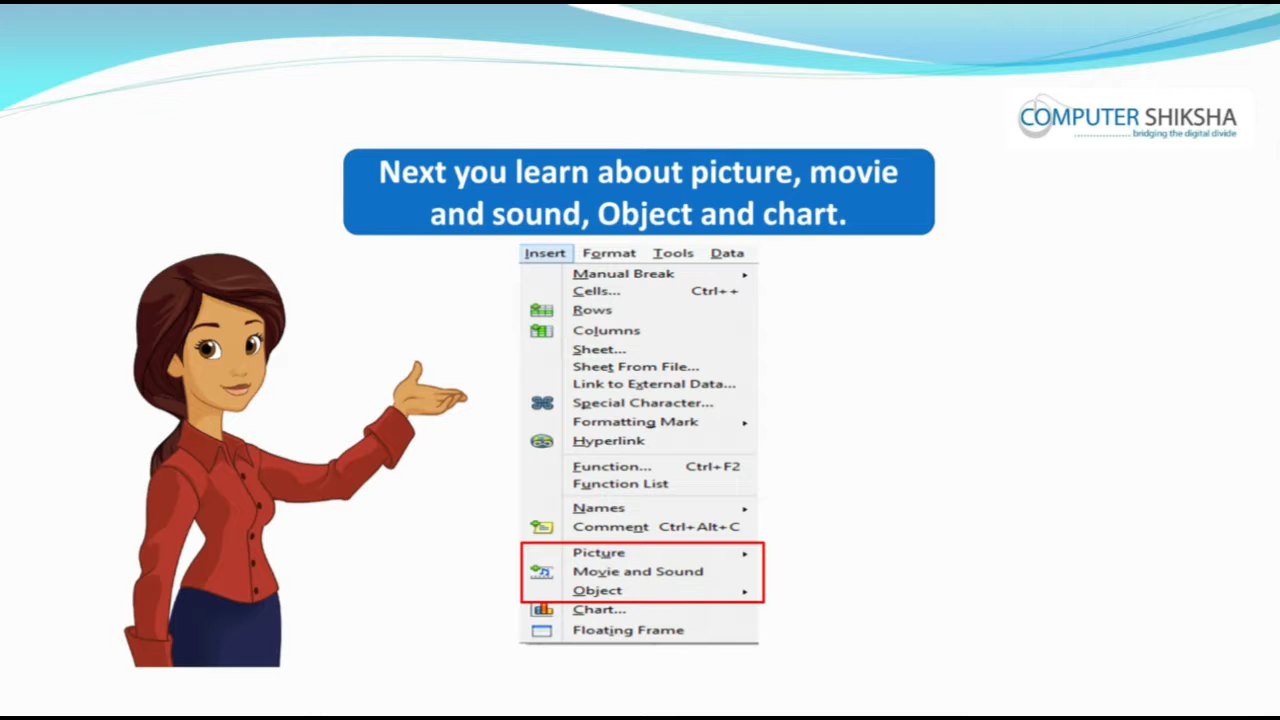 COMPUTER SHIKSHA
bridging the digital divide
Next you learn about picture, movie
and sound, Object and chart.
Insert Format Tools Data
Manual Break
Cells... Ctrl++
Rows
Columns
Sheet...
Sheet From File...
Link to External Data...
Special Character...
Formatting Mark
Hyperlink
Function... Ctrl+F2
Function List
Names
Comment Ctrl+Alt+C
Picture
Movie and Sound
Object
Chart...
Floating Frame